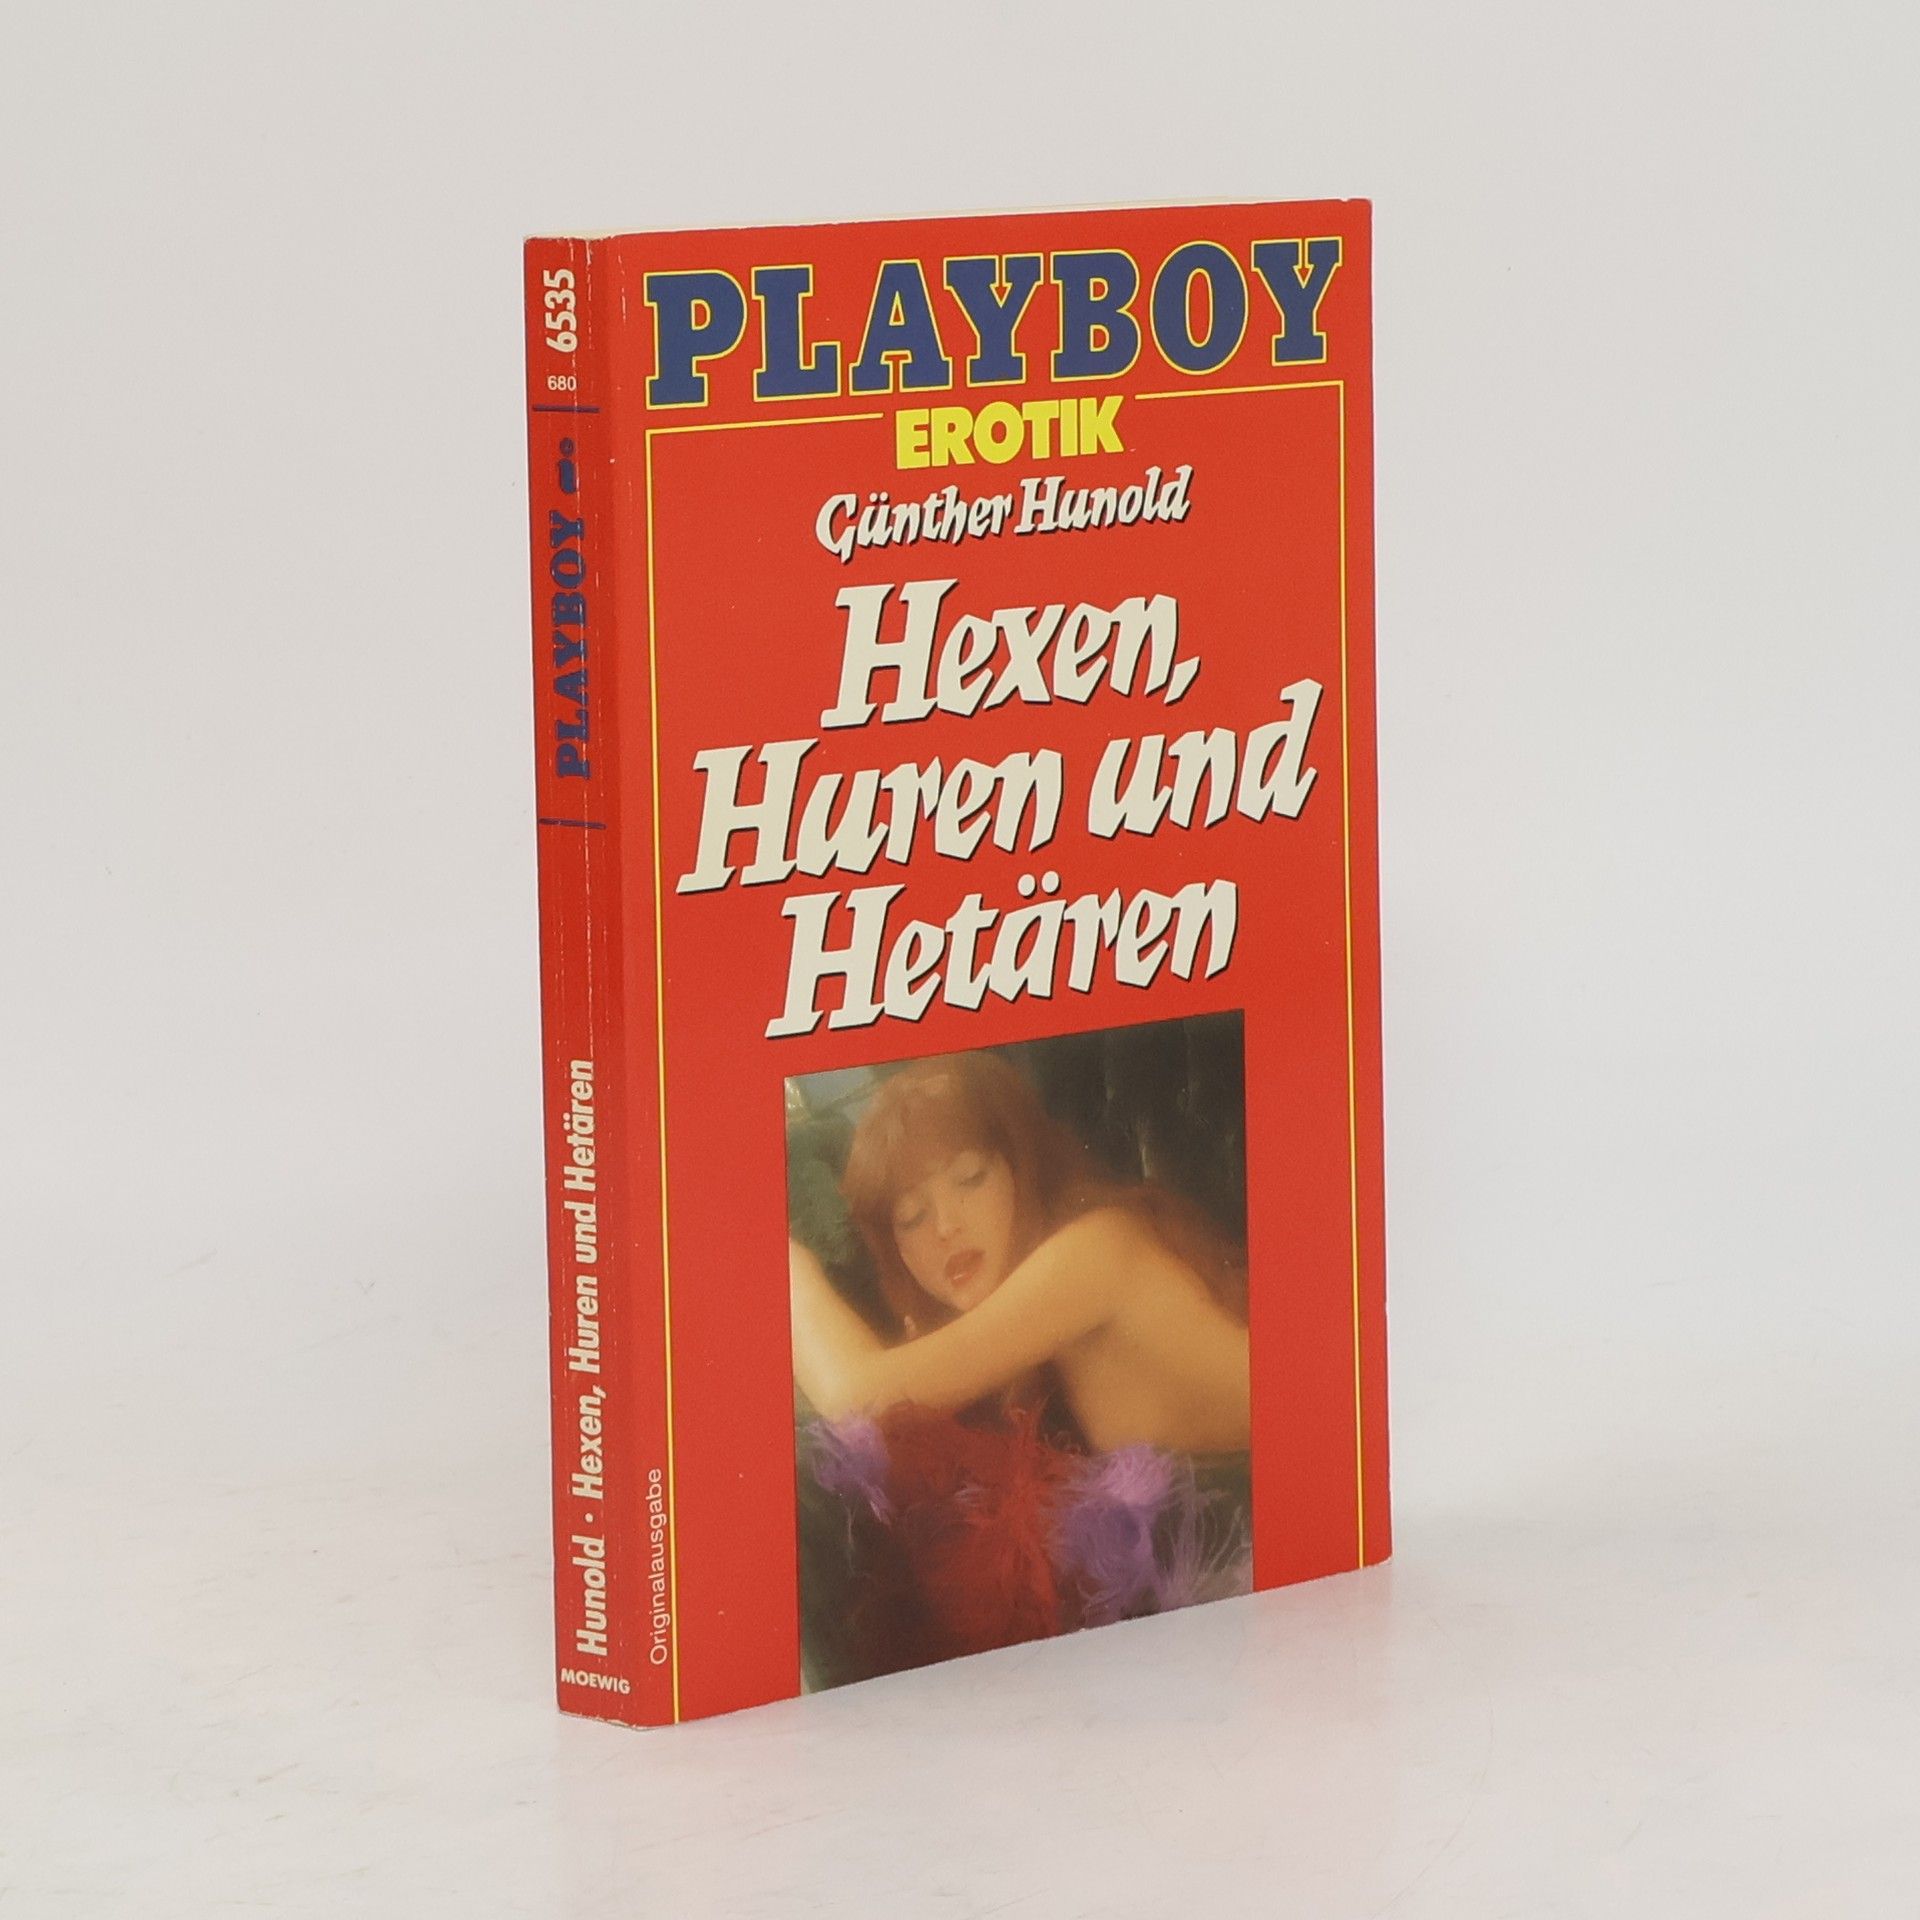 6535
680
PLAYBOY
Hunold · Hexen, Huren und Hetären
MOEWIG
PLAYBOY
EROTIK
Günther Hunold
Hexen,
Huren und
Hetären
Originalausgabe